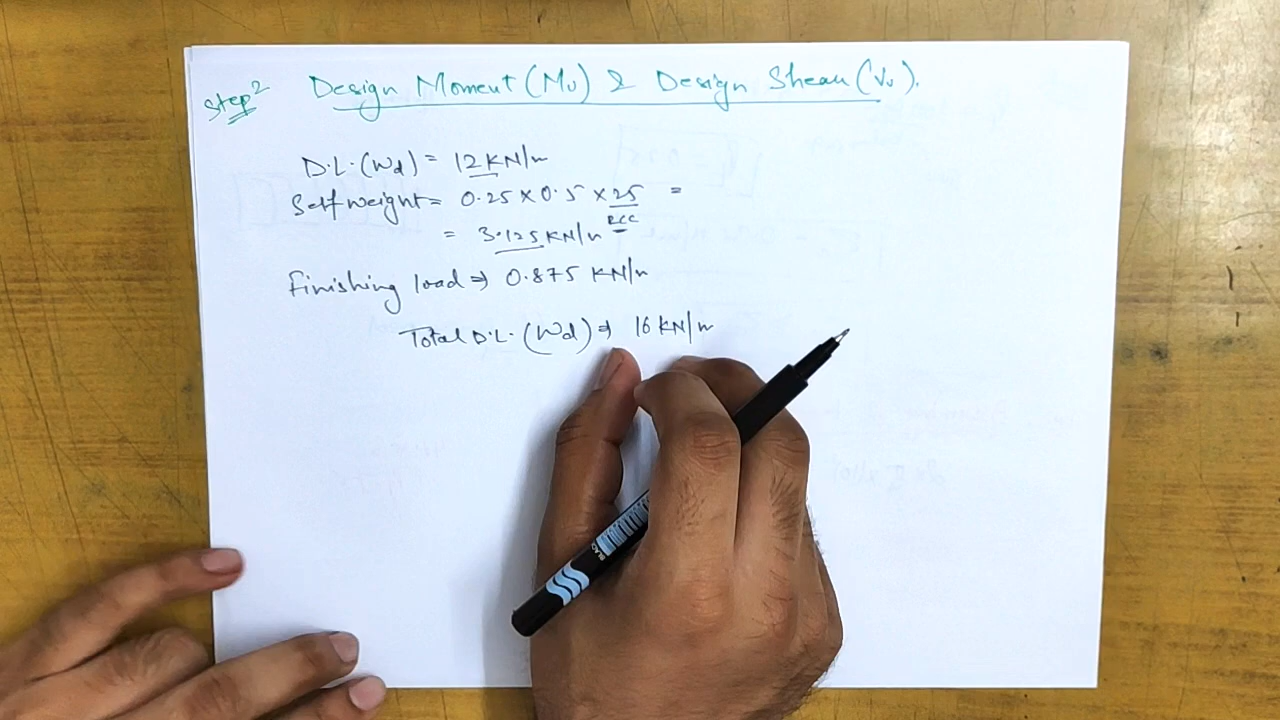 Step 2 Design Moment (Mu) & Design Shear (Vu).
D.L. (Wd) = 12 KN/m
Self weight = 0.25 × 0.5 × 25 =
RCC
= 3.125 KN/m
Finishing load ⇒ 0.875 KN/m
Total D.L. (Wd) ⇒ 16 KN/m